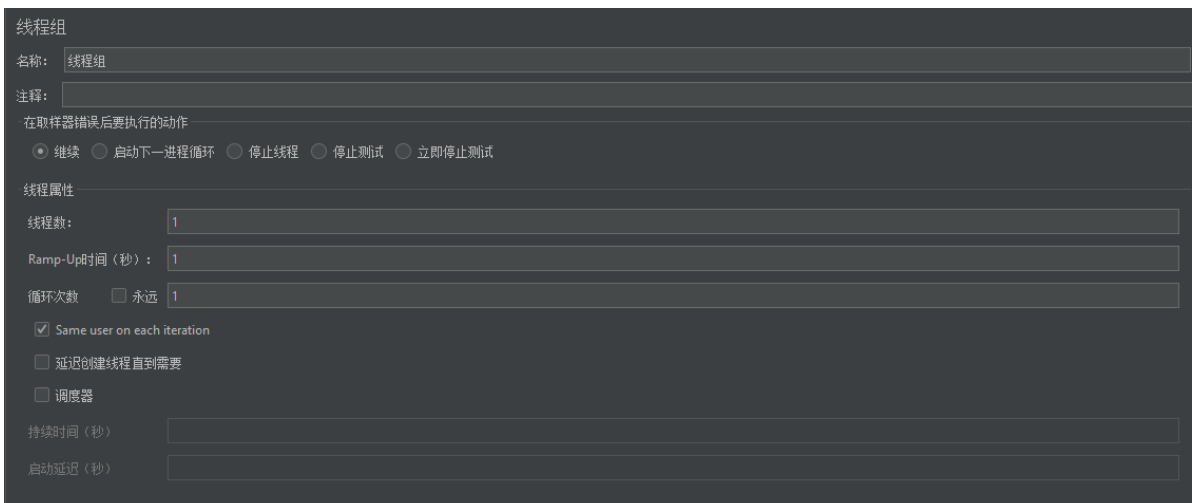 线程组
名称： 线程组
注释：
在取样器错误后要执行的动作
继续 启动下一进程循环 停止线程 停止测试 立即停止测试
线程属性
线程数： 1
Ramp-Up时间（秒）： 1
循环次数 永远 1
Same user on each iteration
延迟创建线程直到需要
调度器
持续时间（秒）
启动延迟（秒）